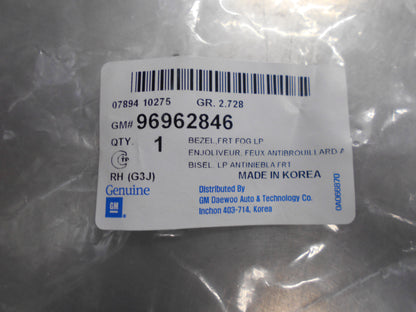 07894 10275 GR. 2.728
GM# 96962846
QTY. 1 BEZEL,FRT FOG LP
ENJOLIVEUR, FEUX ANTIBROUILLARD A
BISEL, LP ANTINIEBLA FRT
RH (G3J) MADE IN KOREA
Genuine
GM
Distributed By
GM Daewoo Auto & Technology Co.
Inchon 403-714, Korea